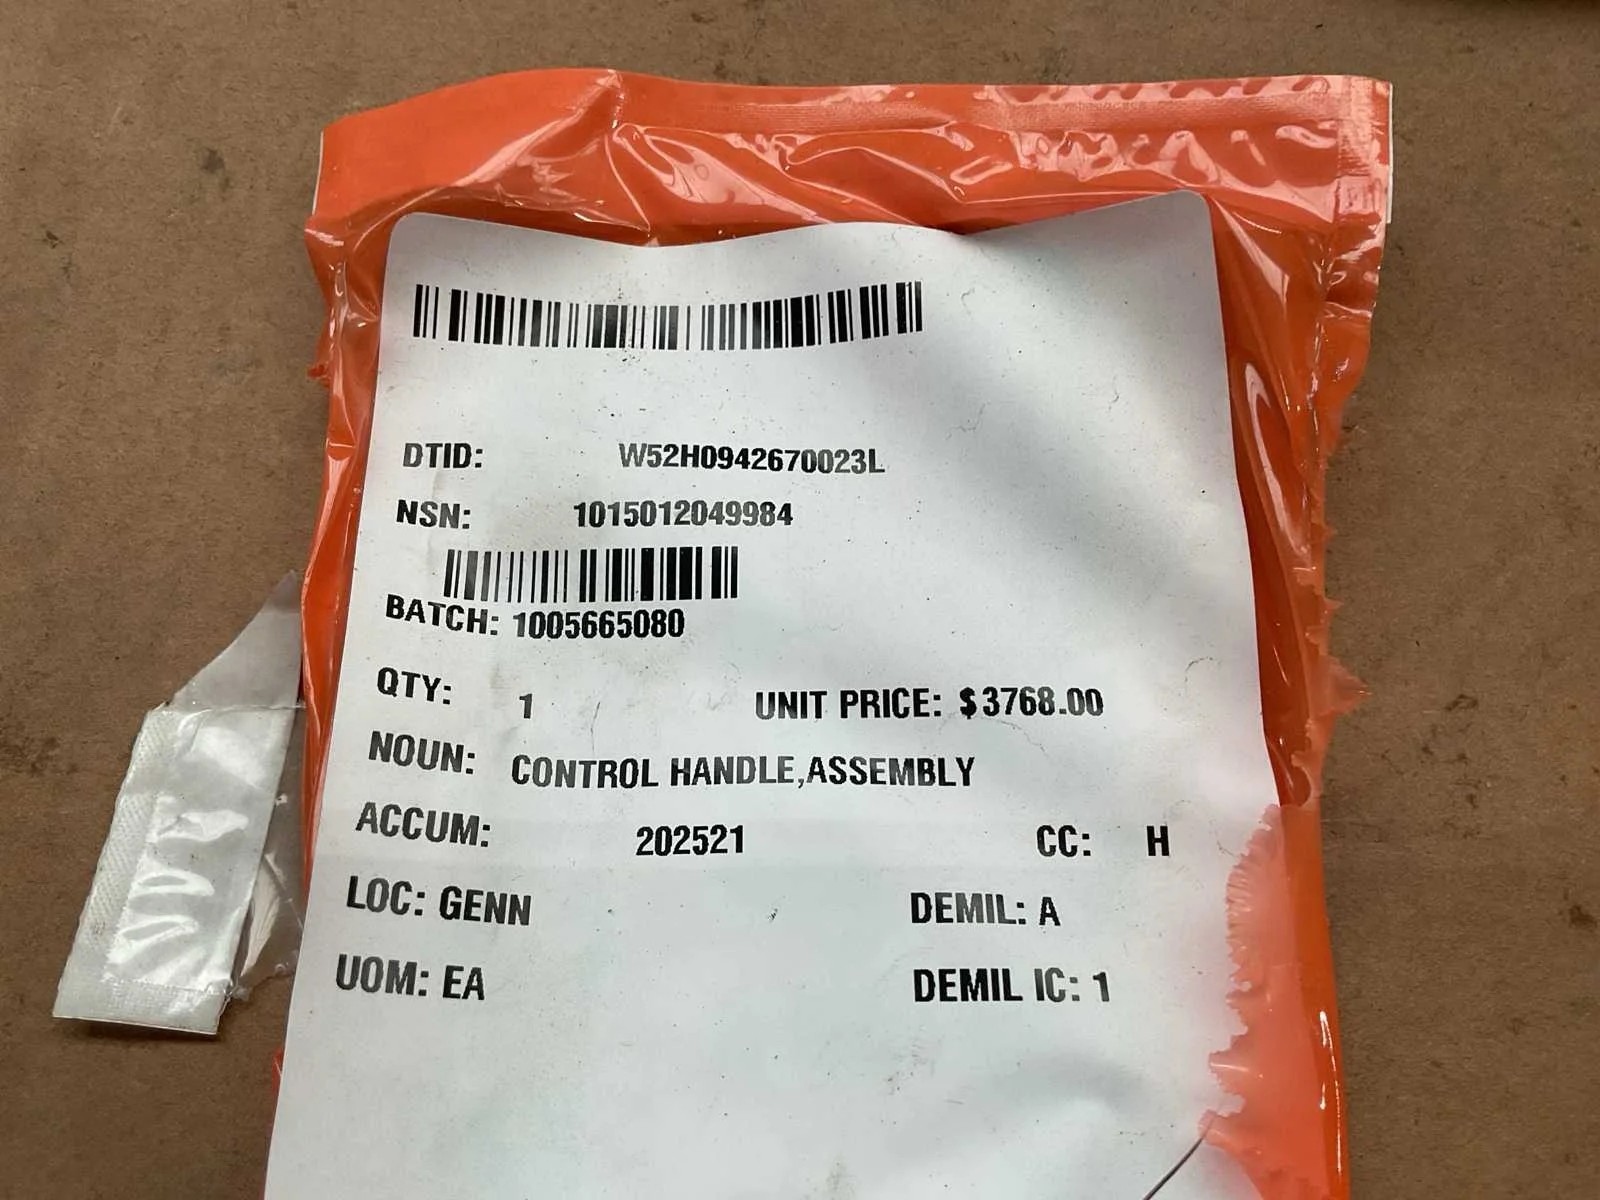 DTID: W52H0942670023L
NSN: 1015012049984
BATCH: 1005665080
QTY: 1 UNIT PRICE: $3768.00
NOUN: CONTROL HANDLE,ASSEMBLY
ACCUM: 202521 CC: H
LOC: GENN DEMIL: A
UOM: EA DEMIL IC: 1